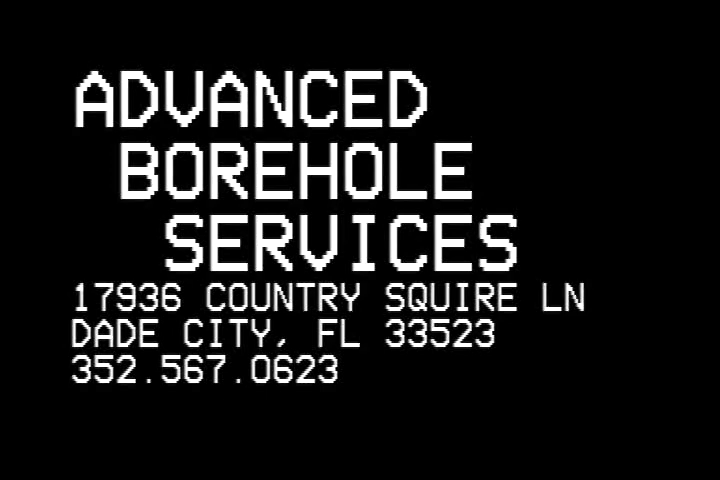 ADVANCED
BOREHOLE
SERVICES
17936 COUNTRY SQUIRE LN
DADE CITY, FL 33523
352.567.0623